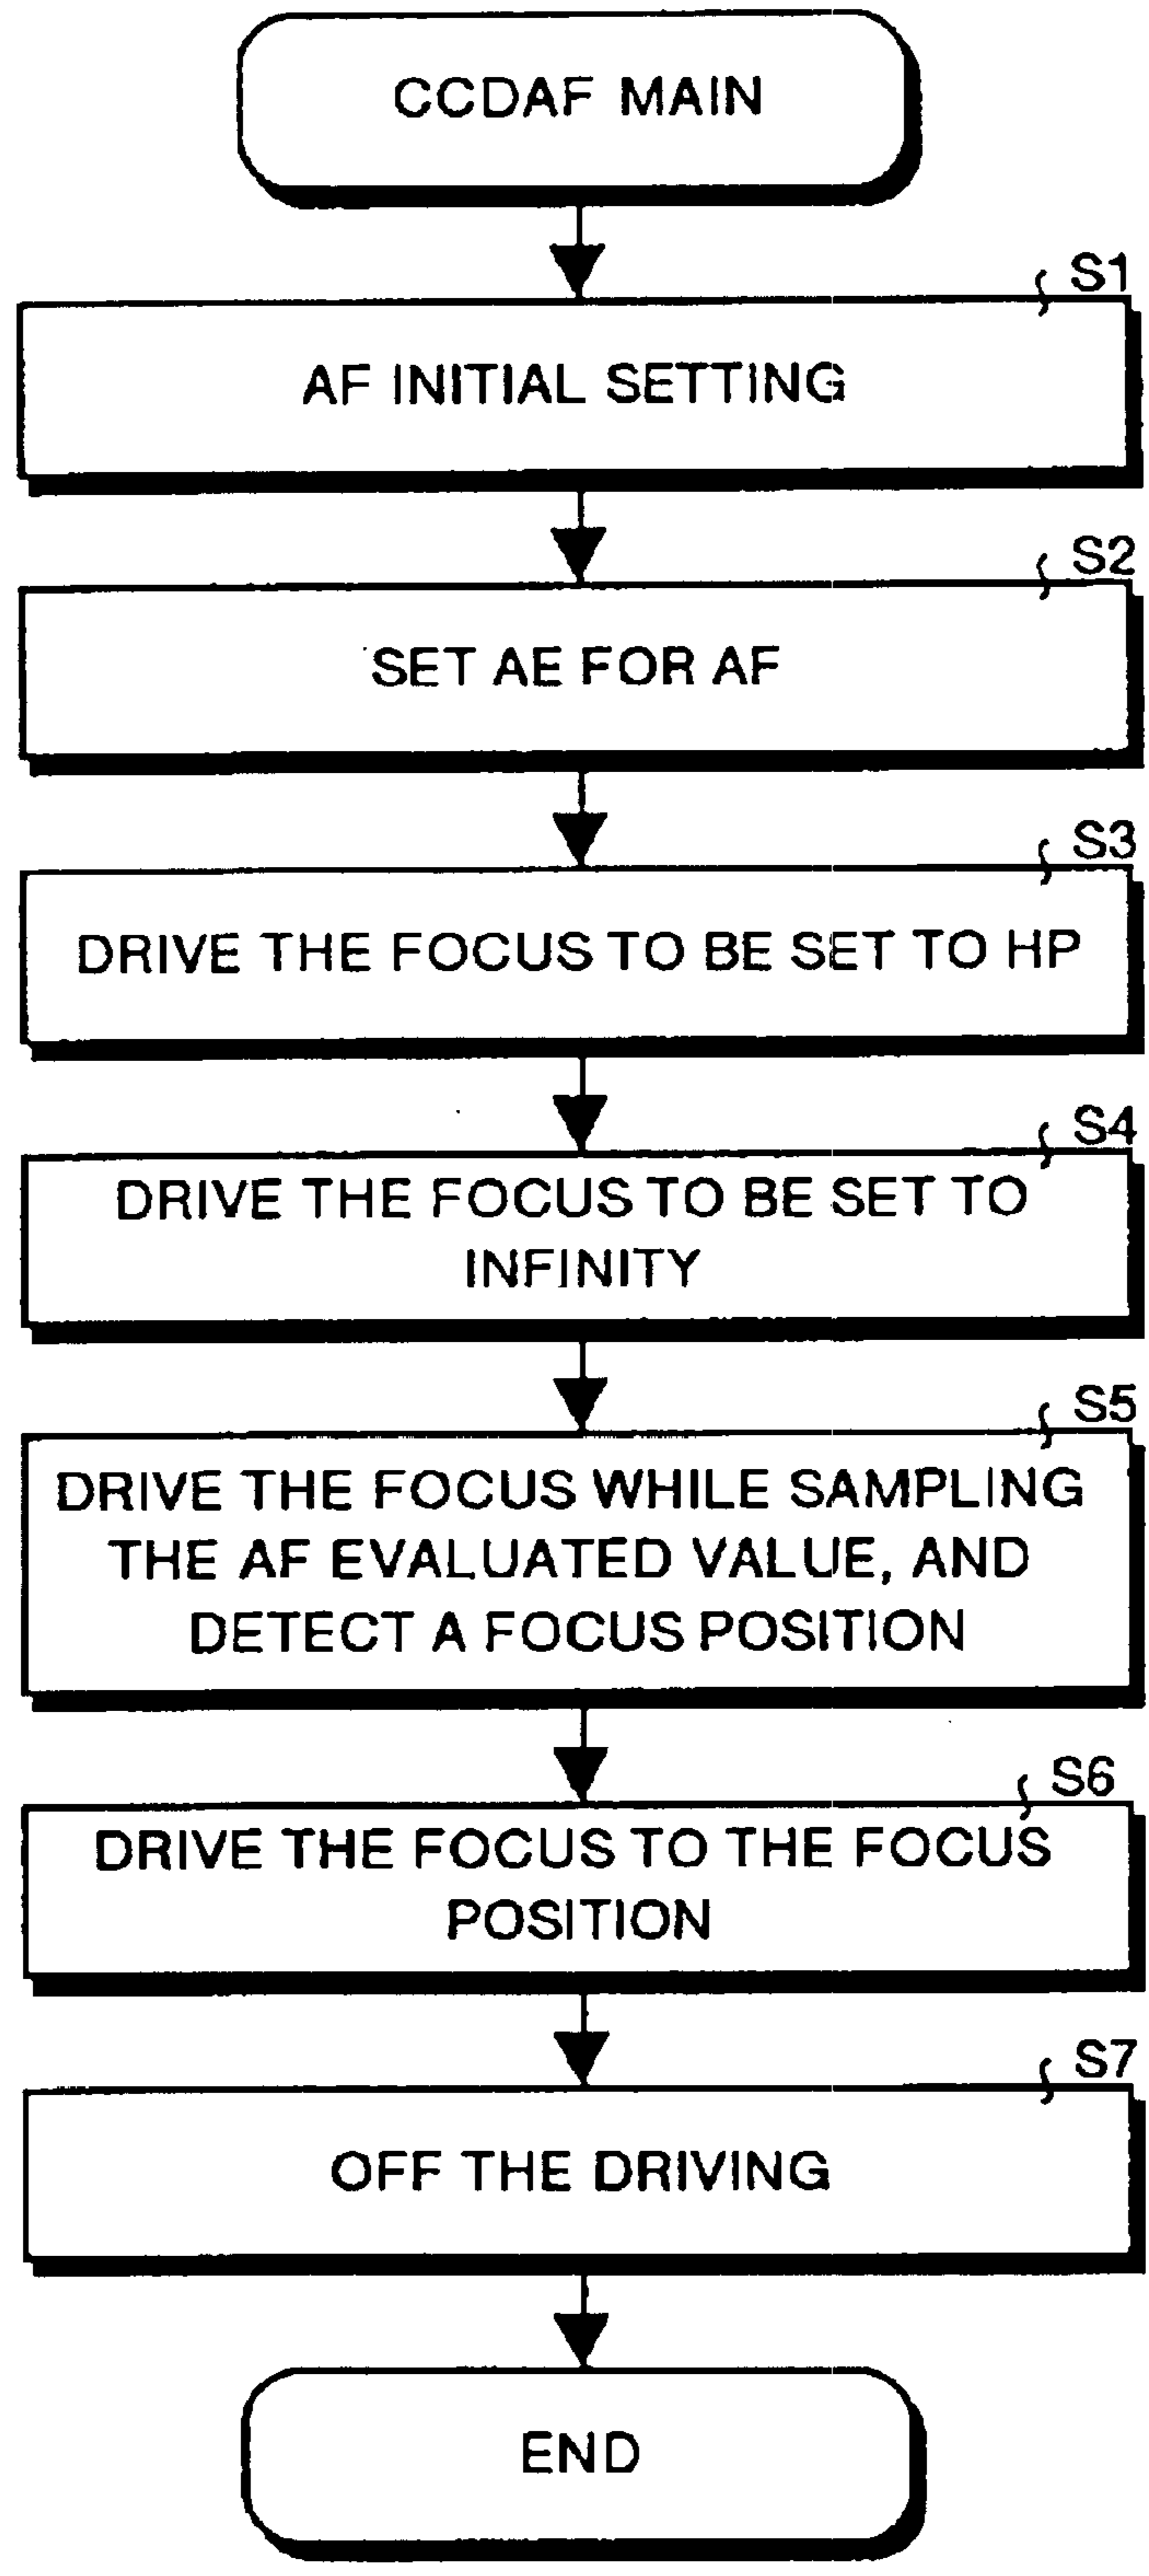 CCDAF MAIN
S1
AF INITIAL SETTING
S2
SET AE FOR AF
S3
DRIVE THE FOCUS TO BE SET TO HP
S4
DRIVE THE FOCUS TO BE SET TO
INFINITY
S5
DRIVE THE FOCUS WHILE SAMPLING
THE AF EVALUATED VALUE, AND
DETECT A FOCUS POSITION
S6
DRIVE THE FOCUS TO THE FOCUS
POSITION
S7
OFF THE DRIVING
END